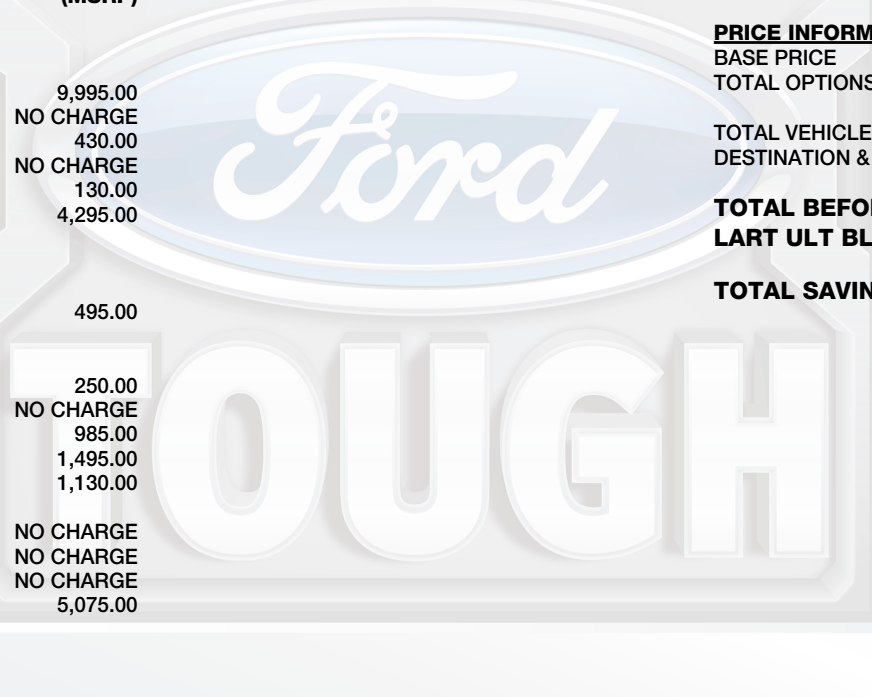 (MSRP)
9,995.00
NO CHARGE
430.00
NO CHARGE
130.00
4,295.00
495.00
250.00
NO CHARGE
985.00
1,495.00
1,130.00
NO CHARGE
NO CHARGE
NO CHARGE
5,075.00
PRICE INFORM
BASE PRICE
TOTAL OPTIONS
TOTAL VEHICLE
DESTINATION &
TOTAL BEFO
LART ULT BL
TOTAL SAVIN
Ford
TOUGH